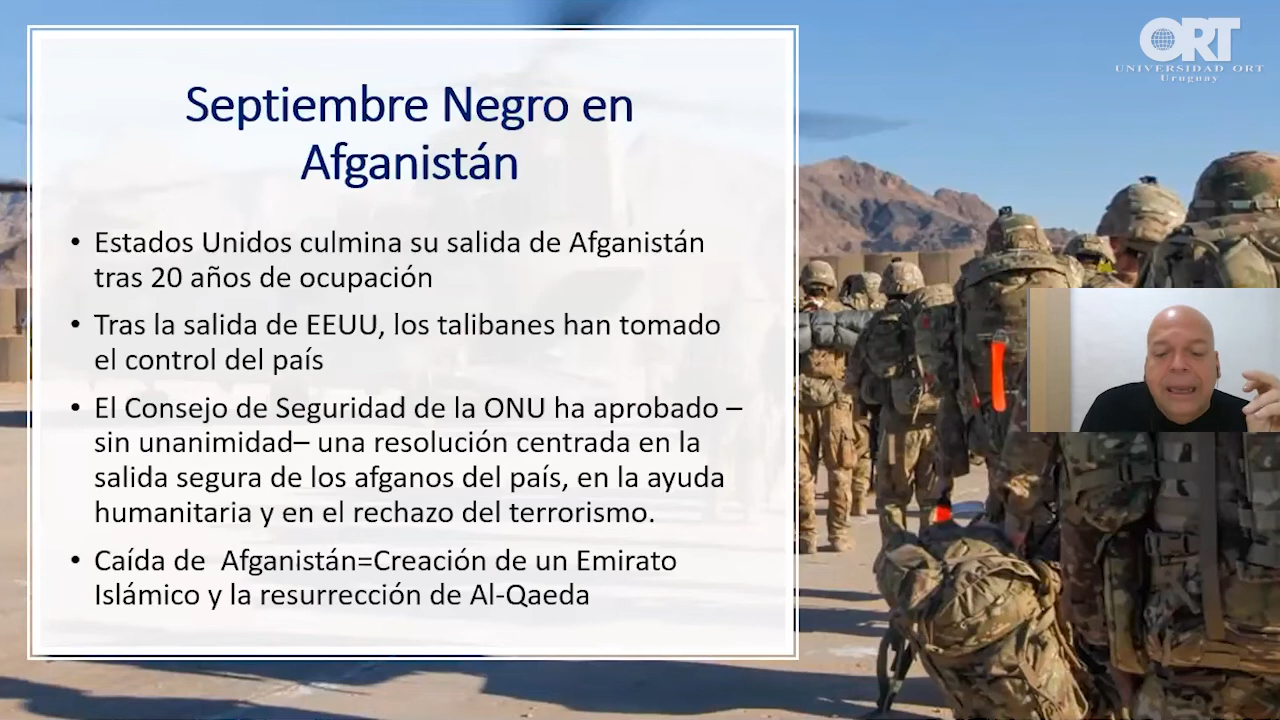 ORT
UNIVERSIDAD ORT
Uruguay
Septiembre Negro en
Afganistán
• Estados Unidos culmina su salida de Afganistán
tras 20 años de ocupación
• Tras la salida de EEUU, los talibanes han tomado
el control del país
• El Consejo de Seguridad de la ONU ha aprobado –
sin unanimidad– una resolución centrada en la
salida segura de los afganos del país, en la ayuda
humanitaria y en el rechazo del terrorismo.
• Caída de  Afganistán=Creación de un Emirato
Islámico y la resurrección de Al-Qaeda